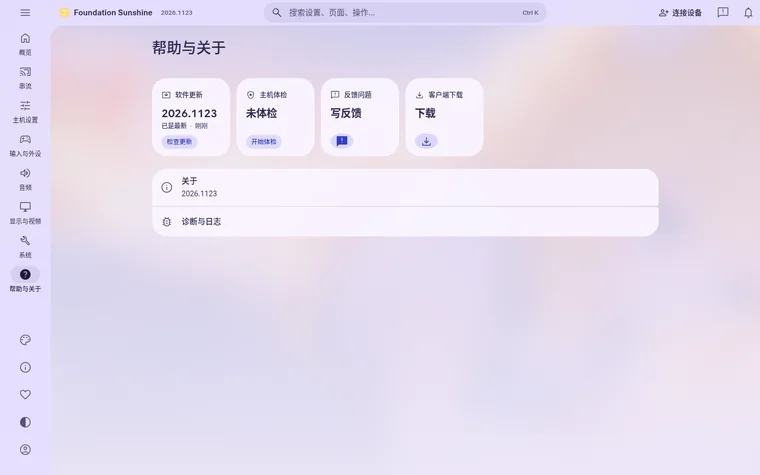 Foundation Sunshine 2026.1123
搜索设置、页面、操作... Ctrl K
连接设备
概览
串流
主机设置
输入与外设
音频
显示与视频
系统
帮助与关于
帮助与关于
软件更新
2026.1123
已是最新 · 刚刚
检查更新
主机体检
未体检
开始体检
反馈问题
写反馈
客户端下载
下载
关于
2026.1123
诊断与日志